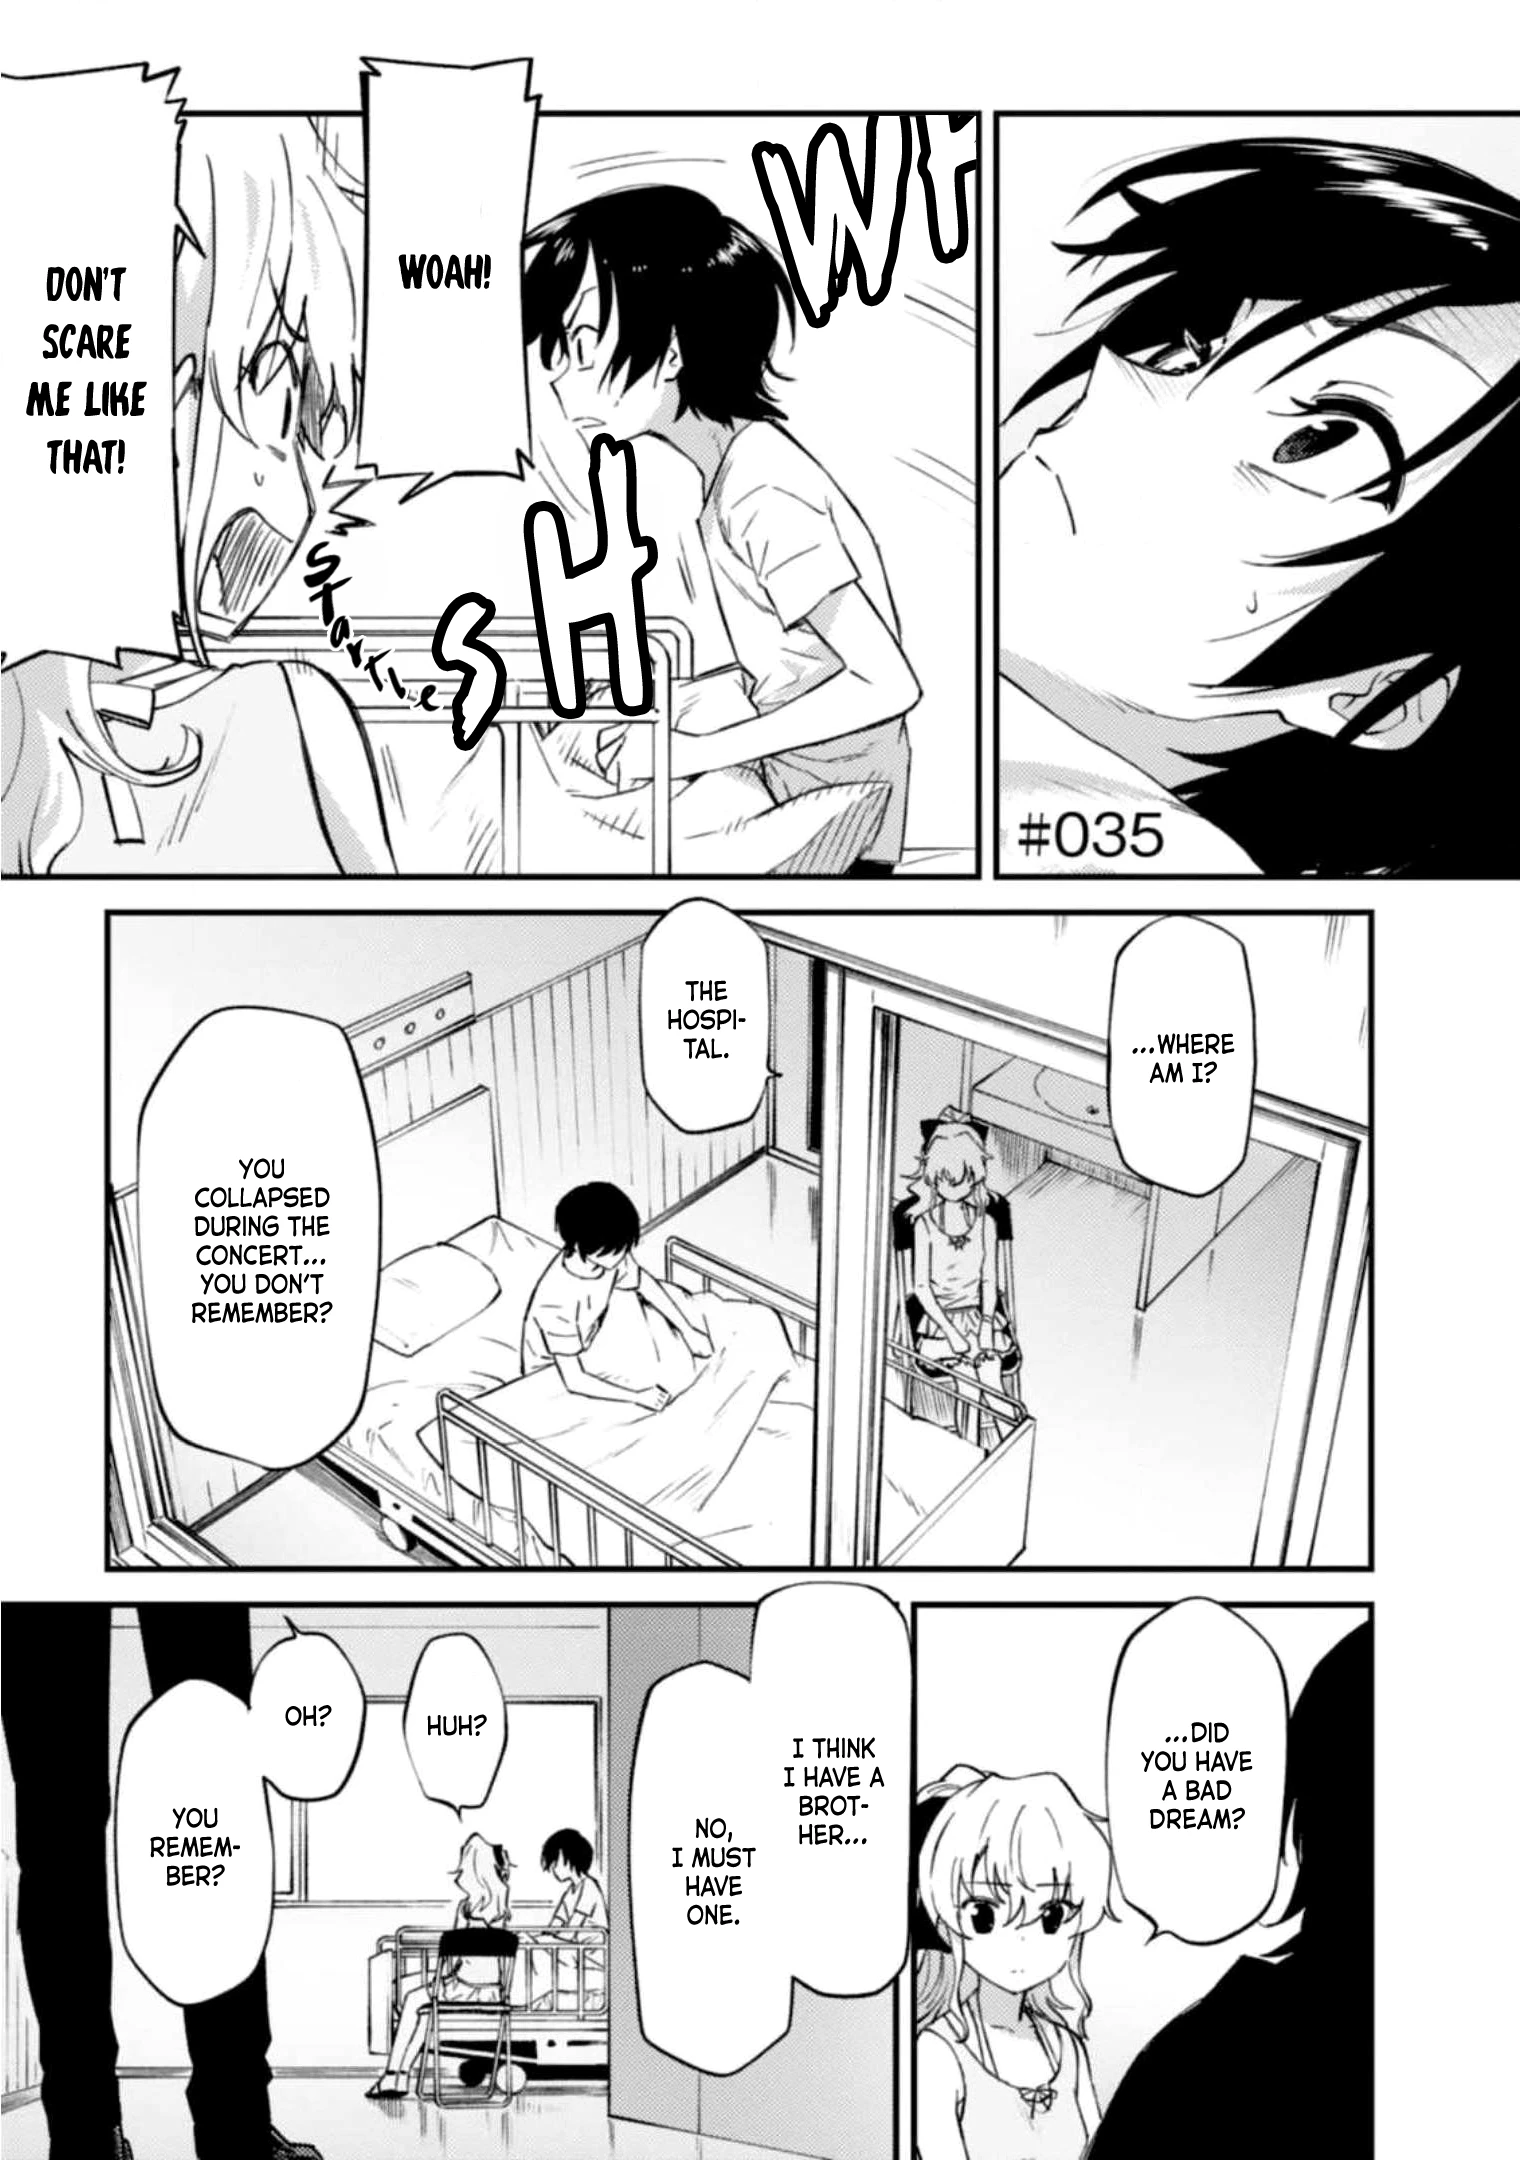 #035
WH
SH
WOAH!
Startle
DON'T
SCARE
ME LIKE
THAT!
...WHERE
AM I?
THE
HOSPI-
TAL.
YOU
COLLAPSED
DURING THE
CONCERT...
YOU DON'T
REMEMBER?
...DID
YOU HAVE
A BAD
DREAM?
I THINK
I HAVE A
BROT-
HER...
NO,
I MUST
HAVE
ONE.
HUH?
OH?
YOU
REMEM-
BER?